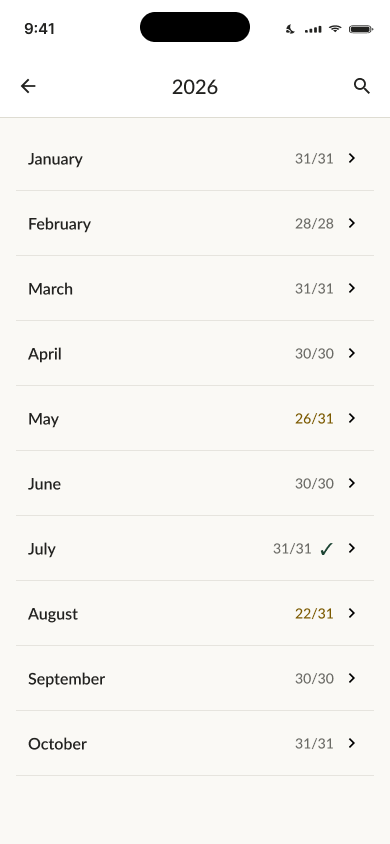 9:41
2026
January 31/31
February 28/28
March 31/31
April 30/30
May 26/31
June 30/30
July 31/31 ✓
August 22/31
September 30/30
October 31/31